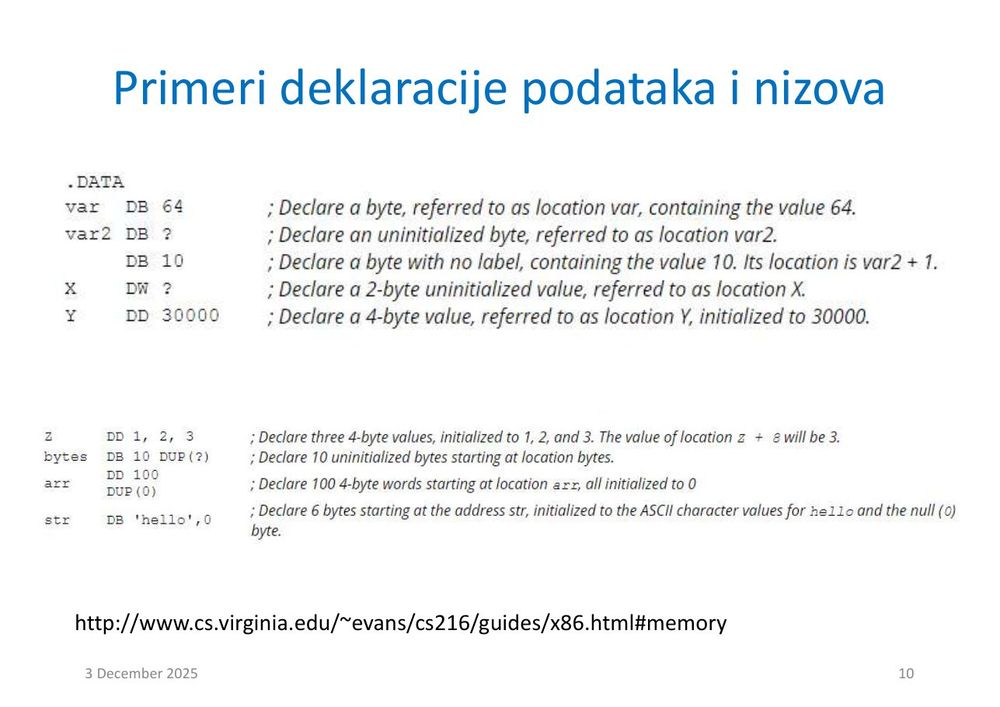 Primeri deklaracije podataka i nizova
.DATA
var DB 64 ; Declare a byte, referred to as location var, containing the value 64.
var2 DB ? ; Declare an uninitialized byte, referred to as location var2.
DB 10 ; Declare a byte with no label, containing the value 10. Its location is var2 + 1.
X DW ? ; Declare a 2-byte uninitialized value, referred to as location X.
Y DD 30000 ; Declare a 4-byte value, referred to as location Y, initialized to 30000.
Z DD 1, 2, 3 ; Declare three 4-byte values, initialized to 1, 2, and 3. The value of location z + 8 will be 3.
bytes DB 10 DUP(?) ; Declare 10 uninitialized bytes starting at location bytes.
arr DD 100
DUP(0) ; Declare 100 4-byte words starting at location arr, all initialized to 0
str DB 'hello',0 ; Declare 6 bytes starting at the address str, initialized to the ASCII character values for hello and the null (0)
byte.
http://www.cs.virginia.edu/~evans/cs216/guides/x86.html#memory
3 December 2025 10